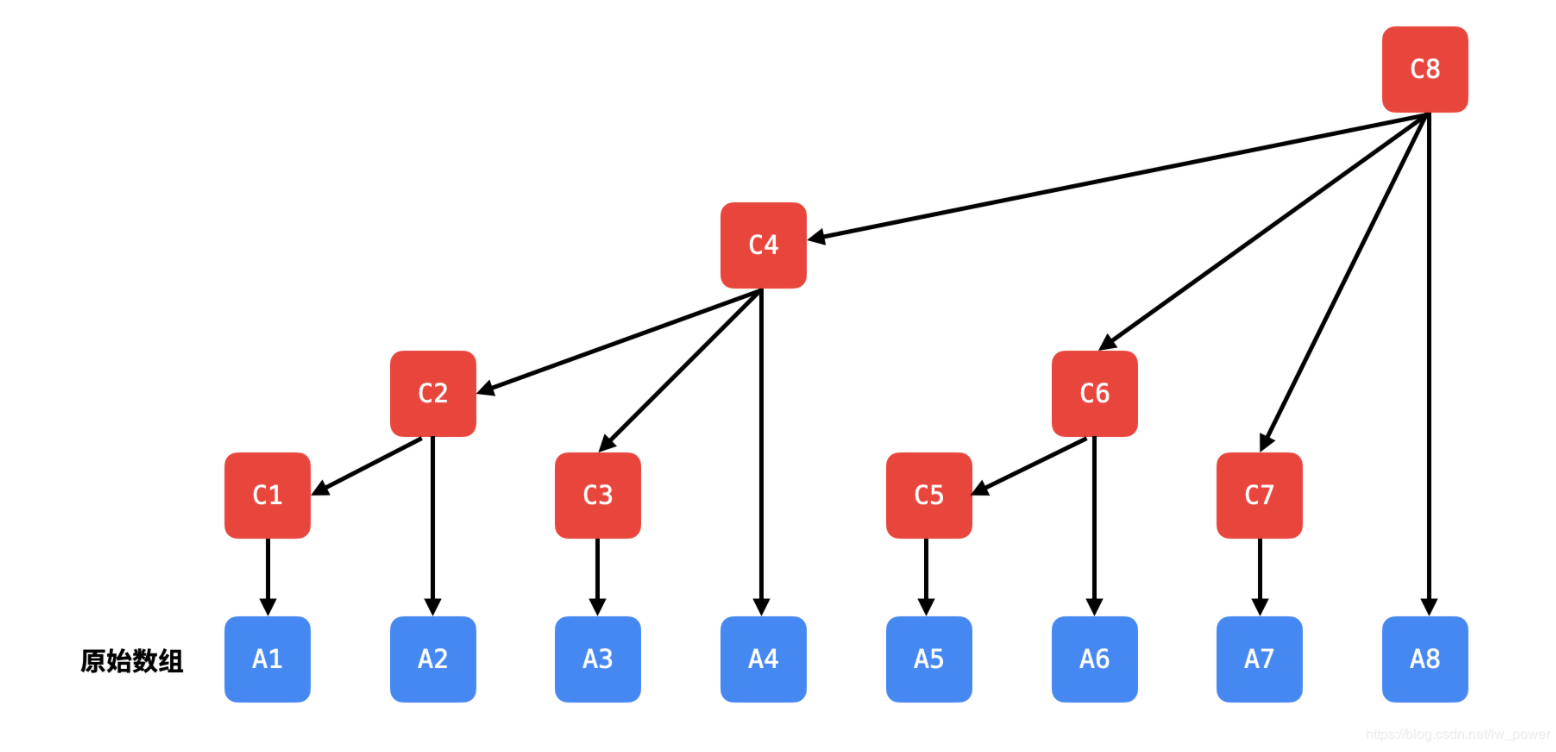 C8
C4
C2
C6
C1
C3
C5
C7
原始数组
A1
A2
A3
A4
A5
A6
A7
A8
https://blog.csdn.net/lw_power